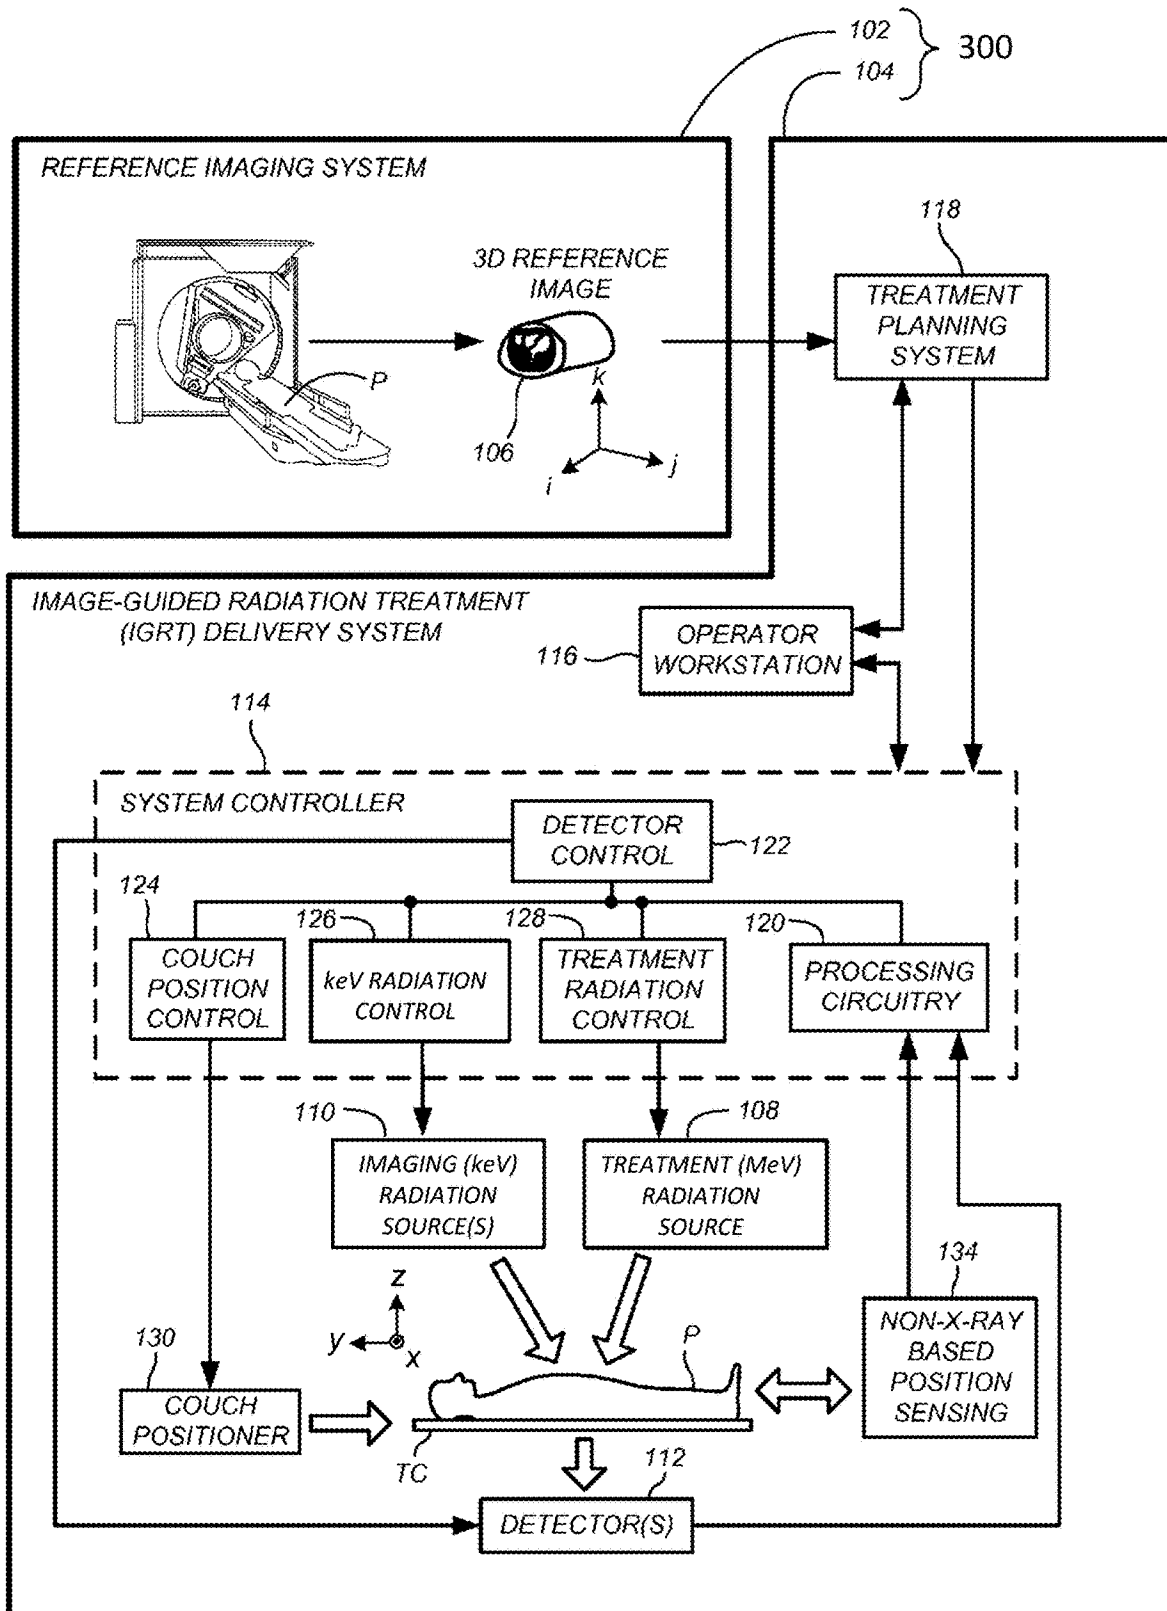 102
300
104
REFERENCE IMAGING SYSTEM
118
3D REFERENCE
IMAGE
TREATMENT
PLANNING
SYSTEM
P
k
106
i
j
IMAGE-GUIDED RADIATION TREATMENT
(IGRT) DELIVERY SYSTEM
OPERATOR
WORKSTATION
116
114
SYSTEM CONTROLLER
DETECTOR
CONTROL
122
124
126
128
120
COUCH
POSITION
CONTROL
keV RADIATION
CONTROL
TREATMENT
RADIATION
CONTROL
PROCESSING
CIRCUITRY
110
108
IMAGING (keV)
RADIATION
SOURCE(S)
TREATMENT (MeV)
RADIATION
SOURCE
134
z
y
x
P
NON-X-RAY
BASED
POSITION
SENSING
130
COUCH
POSITIONER
TC
112
DETECTOR(S)